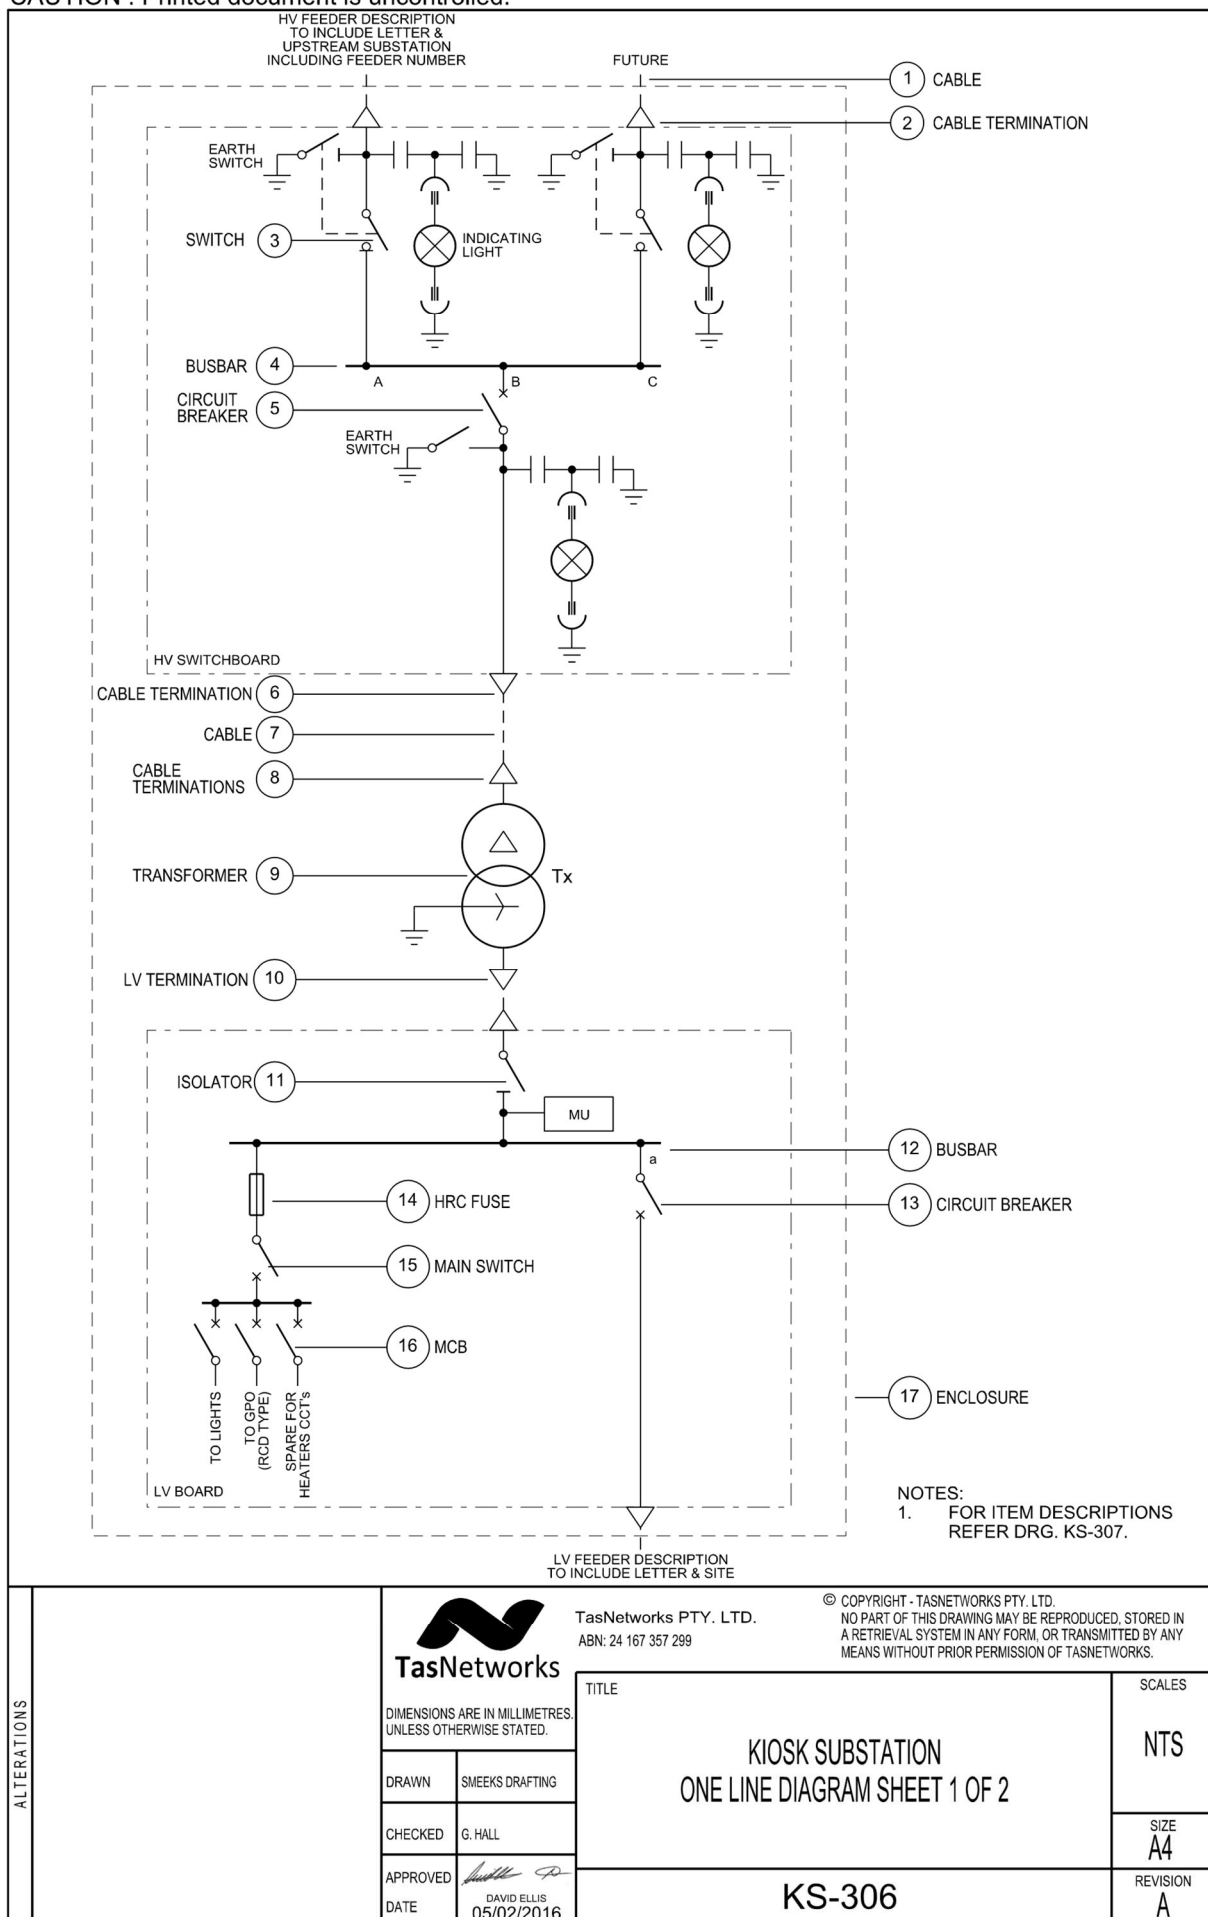 CAUTION : Printed document is uncontrolled.
HV FEEDER DESCRIPTION
TO INCLUDE LETTER &
UPSTREAM SUBSTATION
INCLUDING FEEDER NUMBER
FUTURE
1 CABLE
2 CABLE TERMINATION
EARTH
SWITCH
SWITCH 3
INDICATING
LIGHT
BUSBAR 4
A
B
C
CIRCUIT
BREAKER 5
EARTH
SWITCH
HV SWITCHBOARD
CABLE TERMINATION 6
CABLE 7
CABLE
TERMINATIONS 8
TRANSFORMER 9
Tx
LV TERMINATION 10
ISOLATOR 11
MU
a
12 BUSBAR
14 HRC FUSE
13 CIRCUIT BREAKER
15 MAIN SWITCH
16 MCB
TO LIGHTS
TO GPO
(RCD TYPE)
SPARE FOR
HEATERS CCT's
17 ENCLOSURE
LV BOARD
NOTES:
1. FOR ITEM DESCRIPTIONS
REFER DRG. KS-307.
LV FEEDER DESCRIPTION
TO INCLUDE LETTER & SITE
ALTERATIONS
TasNetworks
TasNetworks PTY. LTD.
ABN: 24 167 357 299
© COPYRIGHT - TASNETWORKS PTY. LTD.
NO PART OF THIS DRAWING MAY BE REPRODUCED, STORED IN
A RETRIEVAL SYSTEM IN ANY FORM, OR TRANSMITTED BY ANY
MEANS WITHOUT PRIOR PERMISSION OF TASNETWORKS.
DIMENSIONS ARE IN MILLIMETRES.
UNLESS OTHERWISE STATED.
DRAWN SMEEKS DRAFTING
CHECKED G. HALL
APPROVED
DAVID ELLIS
DATE 05/02/2016
TITLE
KIOSK SUBSTATION
ONE LINE DIAGRAM SHEET 1 OF 2
KS-306
SCALES
NTS
SIZE
A4
REVISION
A